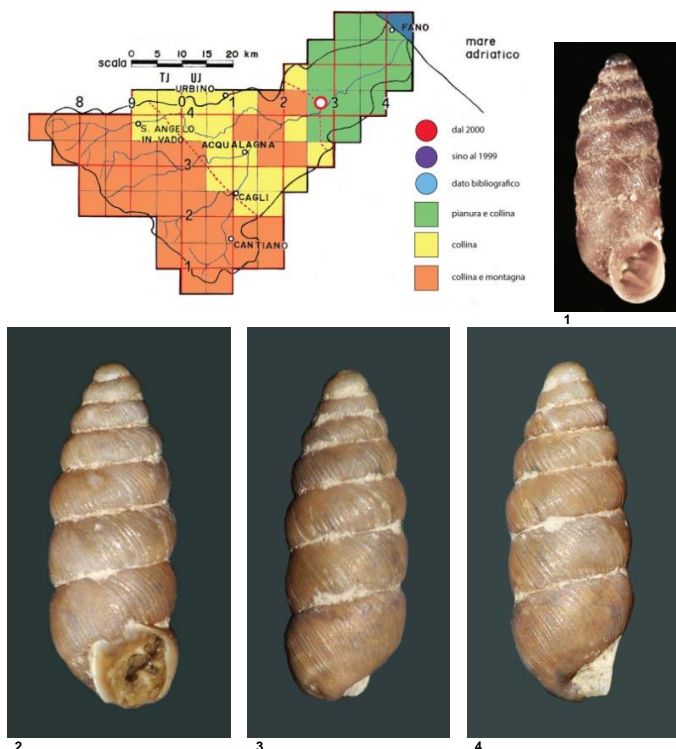 FANO
mare
adriatico
scala
0 5 10 15 20 km
TJ UJ
URBINO
8 9 0 1 2 3 4
4
S. ANGELO
IN VADO
ACQUALAGNA
3
CAGLI
2
CANTIANO
1
dal 2000
sino al 1999
dato bibliografico
pianura e collina
collina
collina e montagna
1
2
3
4